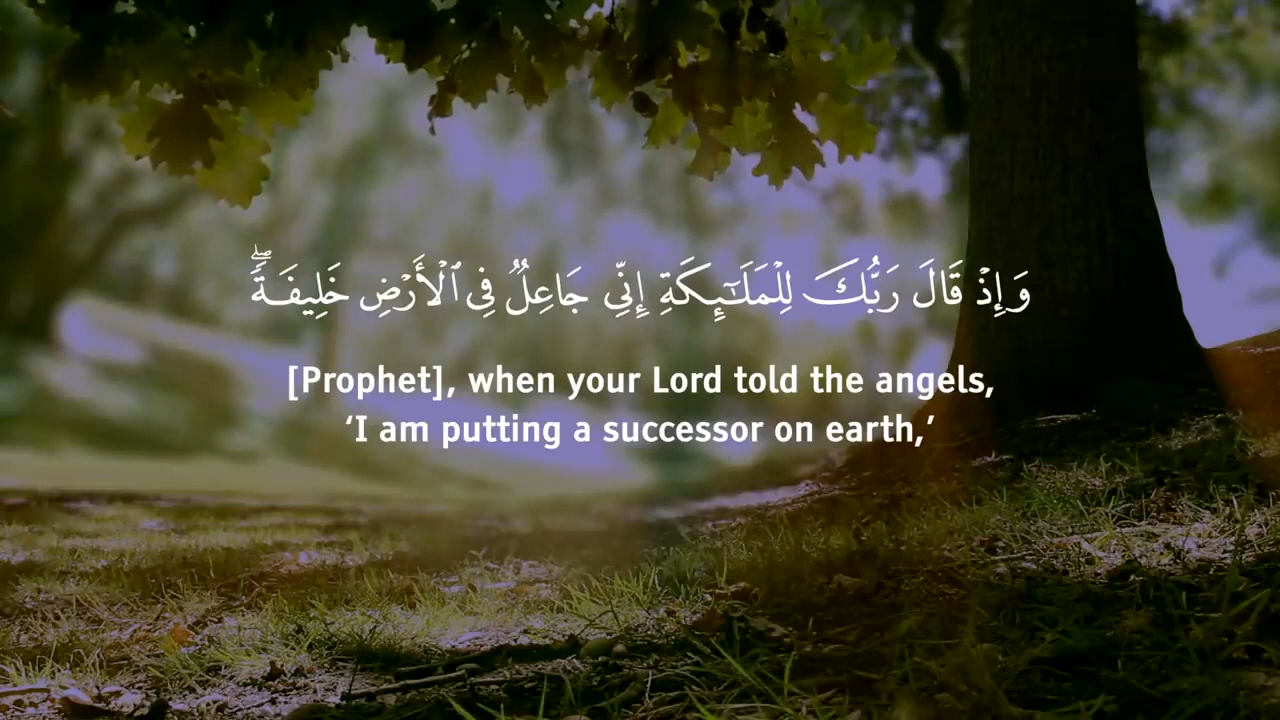 وَإِذْ قَالَ رَبُّكَ لِلْمَلَـٰٓئِكَةِ إِنِّى جَاعِلٌ فِى ٱلْأَرْضِ خَلِيفَةً ۖ
[Prophet], when your Lord told the angels,
‘I am putting a successor on earth,’